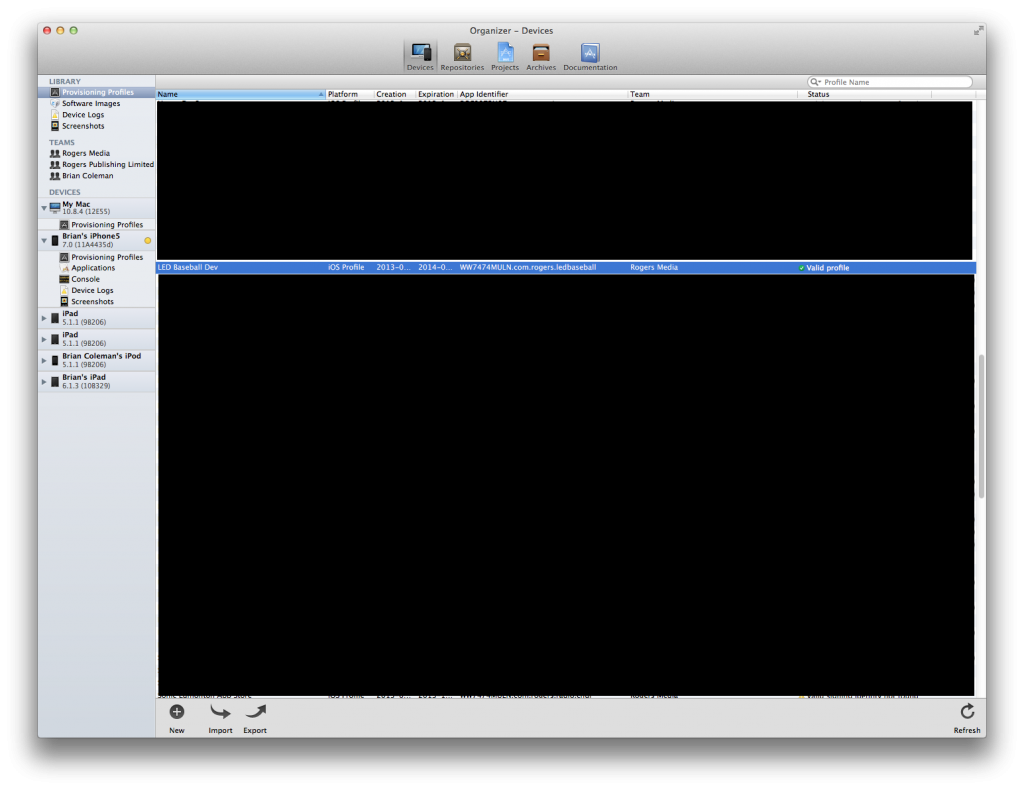 Organizer – Devices
Devices Repositories Projects Archives Documentation
LIBRARY
Provisioning Profiles
Software Images
Device Logs
Screenshots
TEAMS
Rogers Media
Rogers Publishing Limited
Brian Coleman
DEVICES
My Mac
10.8.4 (12E55)
Provisioning Profiles
Brian's iPhone5
7.0 (11A4435d)
Provisioning Profiles
Applications
Console
Device Logs
Screenshots
iPad
5.1.1 (9B206)
iPad
5.1.1 (9B206)
Brian Coleman's iPod
5.1.1 (9B206)
Brian's iPad
6.1.3 (10B329)
Profile Name
Name Platform Creation Expiration App Identifier Team Status
LED Baseball Dev iOS Profile 2013-0... 2014-0... WW7474MULN.com.rogers.ledbaseball Rogers Media Valid profile
New Import Export Refresh